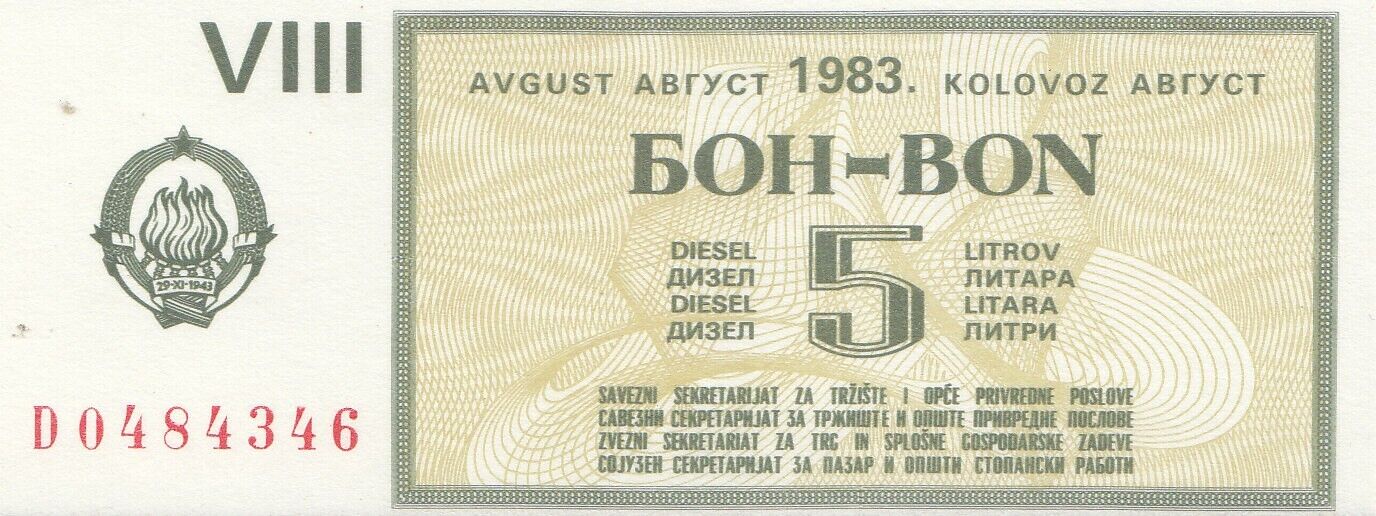 VIII
29·XI·1943
D0484346
AVGUST АВГУСТ 1983. KOLOVOZ АВГУСТ
БОН-BON
DIESEL 5 LITROV
ДИЗЕЛ ЛИТАРА
DIESEL LITARA
ДИЗЕЛ ЛИТРИ
SAVEZNI SEKRETARIJAT ZA TRŽIŠTE I OPĆE PRIVREDNE POSLOVE
САВЕЗНИ СЕКРЕТАРИЈАТ ЗА ТРЖИШТЕ И ОПШТЕ ПРИВРЕДНЕ ПОСЛОВЕ
ZVEZNI SEKRETARIAT ZA TRG IN SPLOŠNE GOSPODARSKE ZADEVE
СОЈУЗЕН СЕКРЕТАРИЈАТ ЗА ПАЗАР И ОПШТИ СТОПАНСКИ РАБОТИ